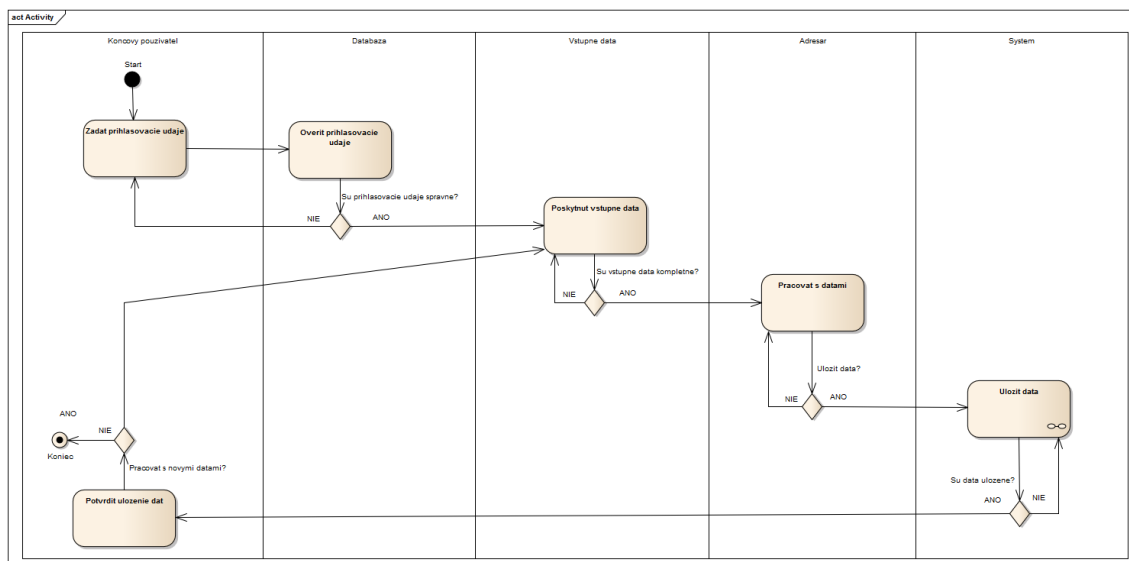 act Activity
Koncovy pouzivatel
Databaza
Vstupne data
Adresar
System
Start
Zadat prihlasovacie udaje
Overit prihlasovacie
udaje
Su prihlasovacie udaje spravne?
NIE
ANO
Poskytnut vstupne data
Su vstupne data kompletne?
NIE
ANO
Pracovat s datami
Ulozit data?
NIE
ANO
Ulozit data
Su data ulozene?
ANO
NIE
ANO
NIE
Koniec
Pracovat s novymi datami?
Potvrdit ulozenie dat